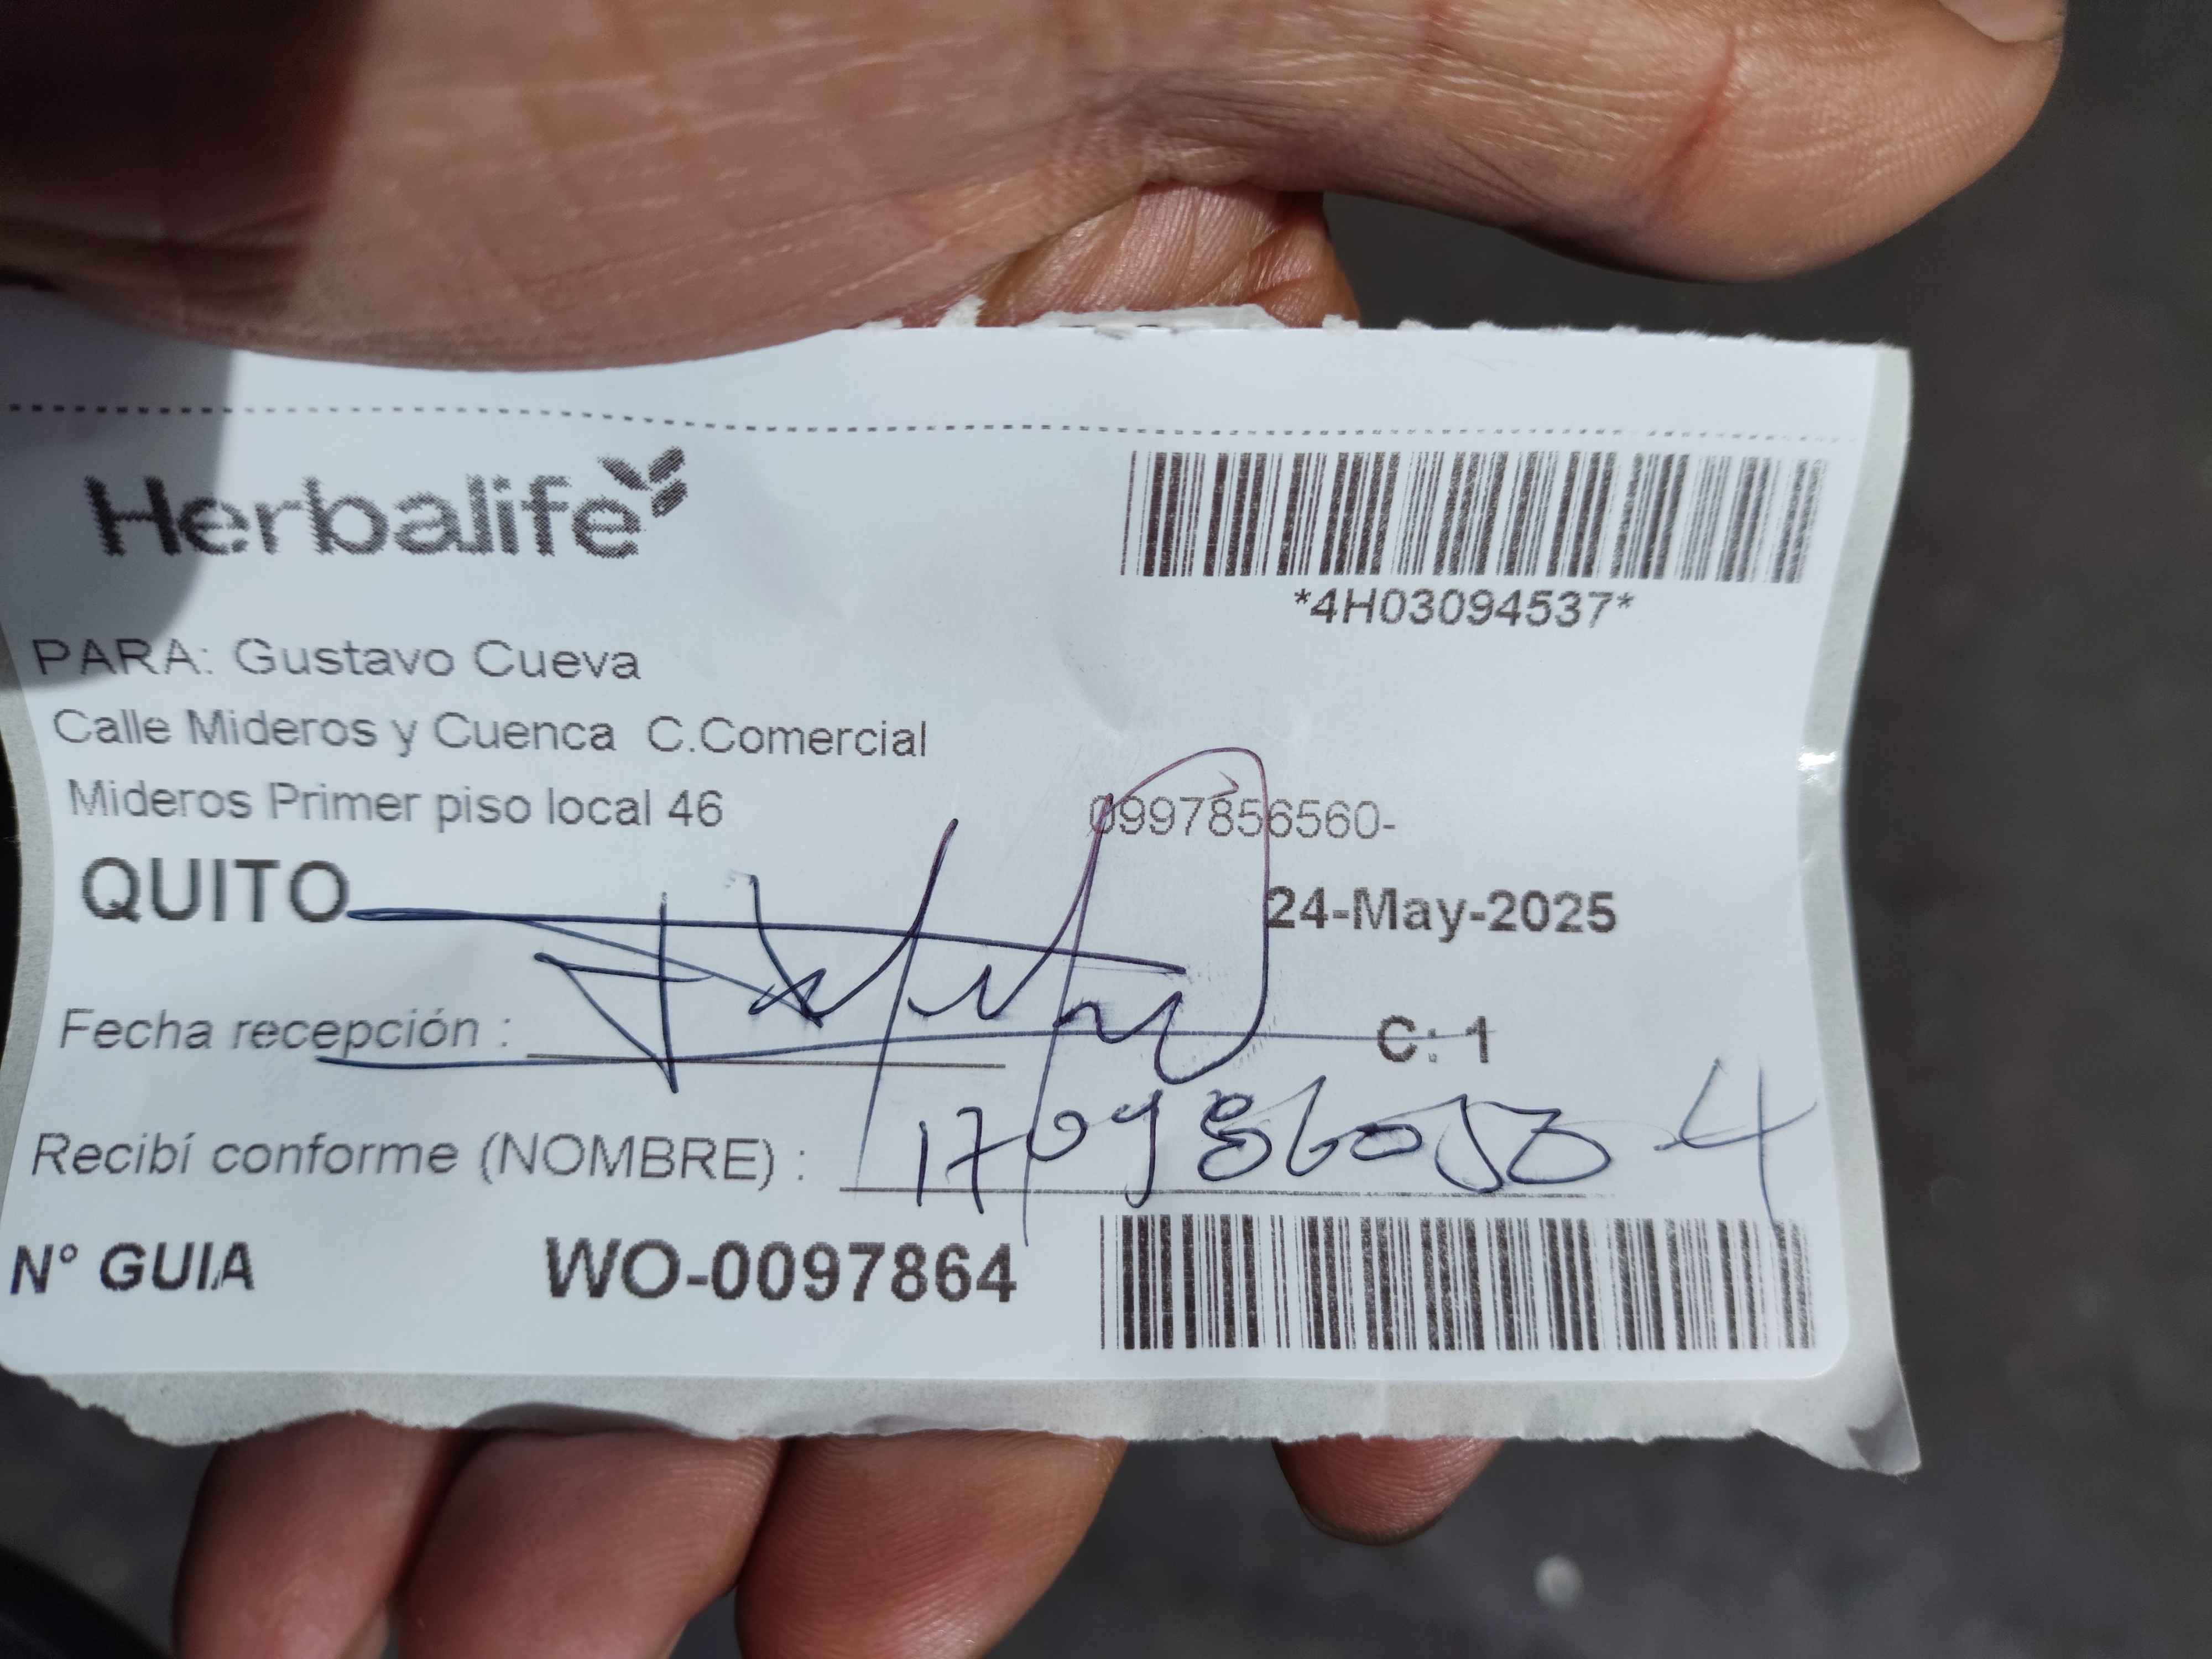 Herbalife
*4H03094537*
PARA: Gustavo Cueva
Calle Mideros y Cuenca C.Comercial
Mideros Primer piso local 46
0997856560-
QUITO
24-May-2025
Fecha recepción :
C: 1
Recibí conforme (NOMBRE) :
N° GUIA WO-0097864